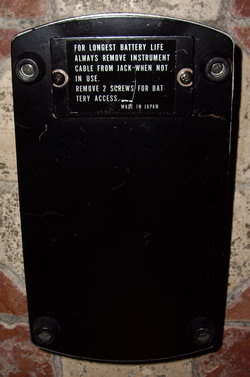 FOR LONGEST BATTERY LIFE
ALWAYS REMOVE INSTRUMENT
CABLE FROM JACK WHEN NOT
IN USE.
REMOVE 2 SCREWS FOR BAT
TERY ACCESS.
MADE IN JAPAN